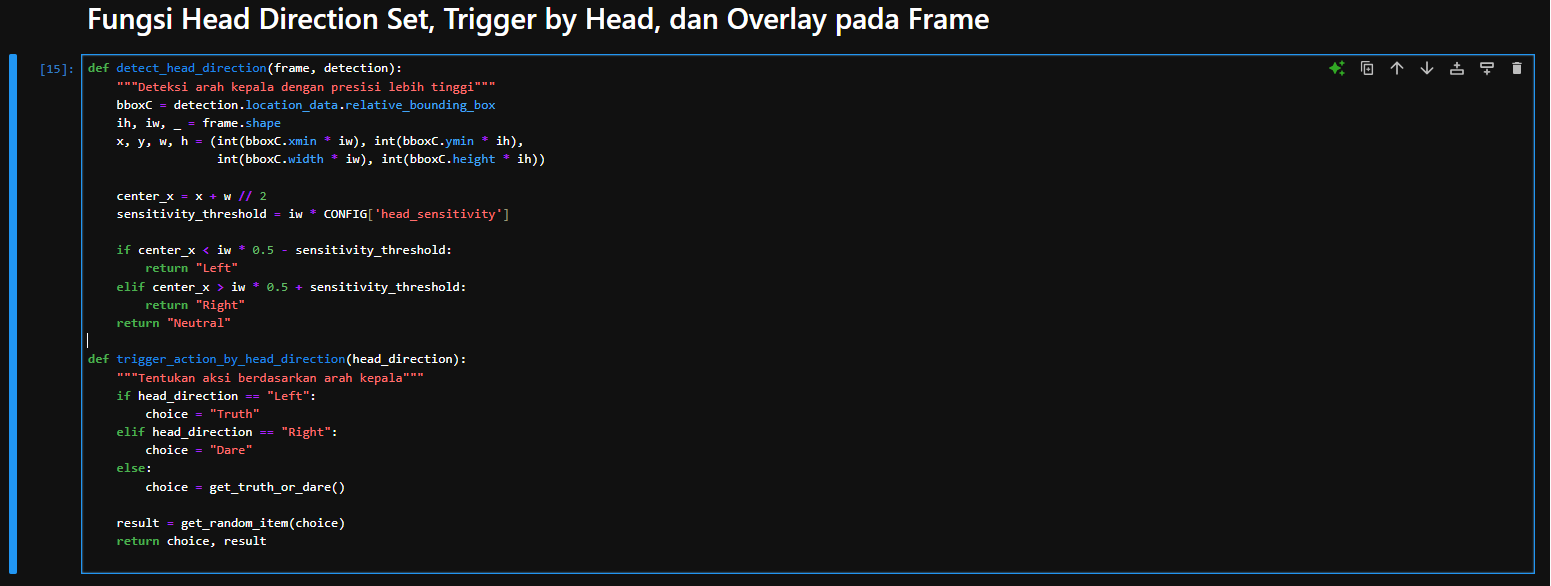 Fungsi Head Direction Set, Trigger by Head, dan Overlay pada Frame
[15]:
def detect_head_direction(frame, detection):
    """Deteksi arah kepala dengan presisi lebih tinggi"""
    bboxC = detection.location_data.relative_bounding_box
    ih, iw, _ = frame.shape
    x, y, w, h = (int(bboxC.xmin * iw), int(bboxC.ymin * ih),
                  int(bboxC.width * iw), int(bboxC.height * ih))

    center_x = x + w // 2
    sensitivity_threshold = iw * CONFIG['head_sensitivity']

    if center_x < iw * 0.5 - sensitivity_threshold:
        return "Left"
    elif center_x > iw * 0.5 + sensitivity_threshold:
        return "Right"
    return "Neutral"

def trigger_action_by_head_direction(head_direction):
    """Tentukan aksi berdasarkan arah kepala"""
    if head_direction == "Left":
        choice = "Truth"
    elif head_direction == "Right":
        choice = "Dare"
    else:
        choice = get_truth_or_dare()

    result = get_random_item(choice)
    return choice, result